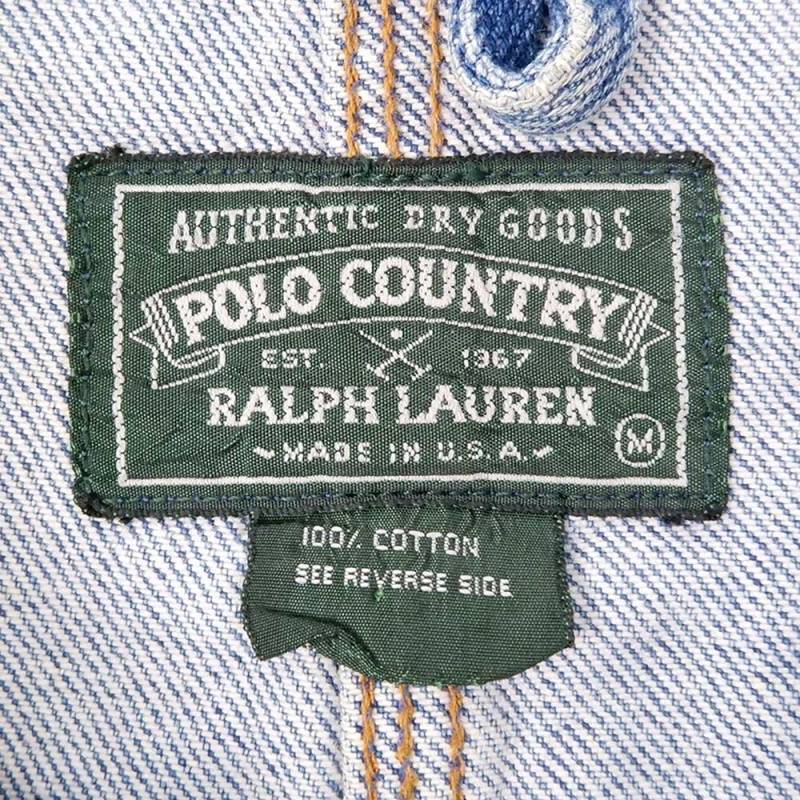 AUTHENTIC DRY GOODS
POLO COUNTRY
EST. 1967
RALPH LAUREN
MADE IN U.S.A.
M
100% COTTON
SEE REVERSE SIDE